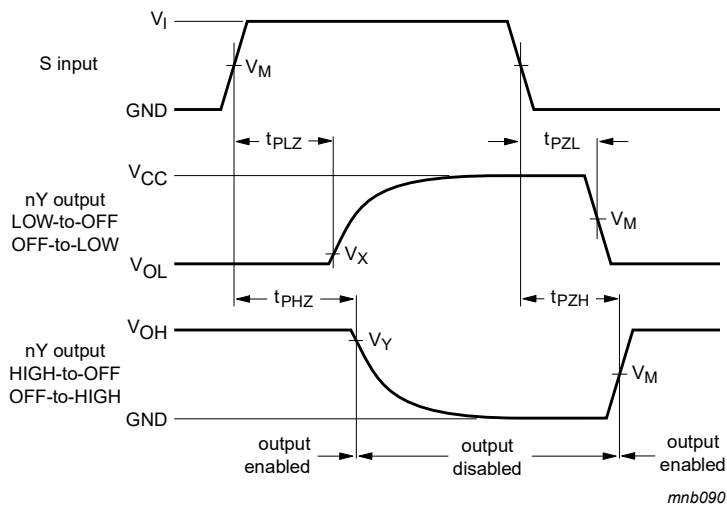 V_I
S input
V_M
GND
t_PLZ
t_PZL
V_CC
nY output
LOW-to-OFF
OFF-to-LOW
V_M
V_X
V_OL
t_PHZ
t_PZH
V_OH
nY output
HIGH-to-OFF
OFF-to-HIGH
V_Y
V_M
GND
output
enabled
output
disabled
output
enabled
mnb090